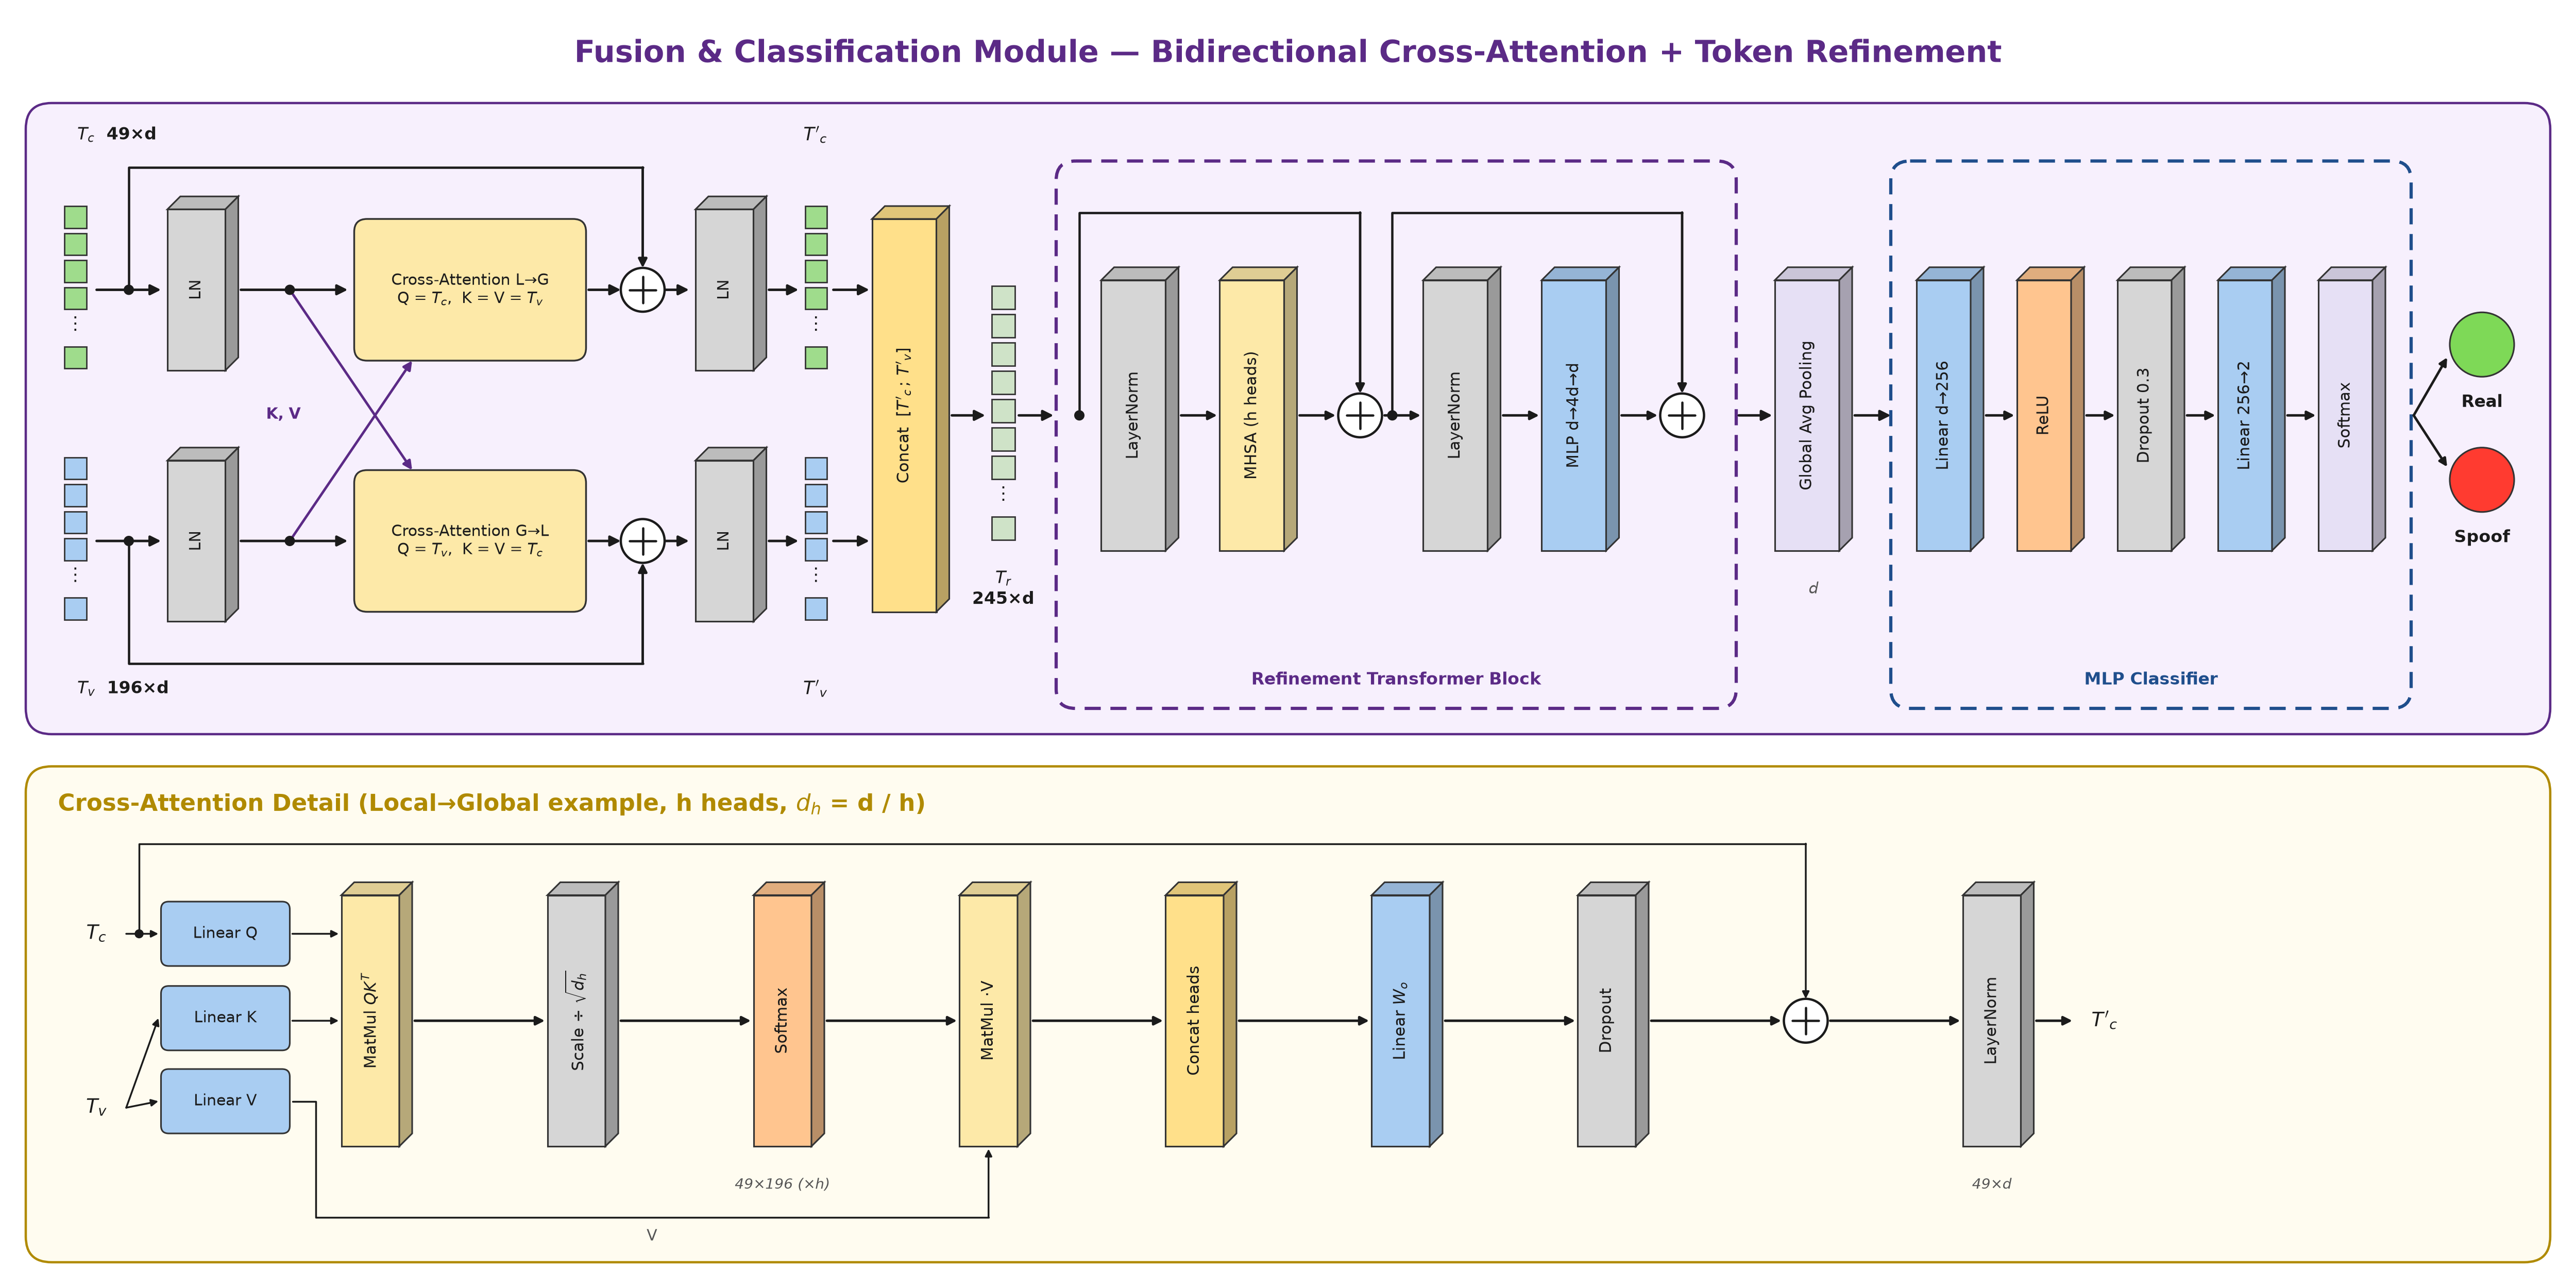 Fusion & Classification Module — Bidirectional Cross-Attention + Token Refinement
T_c 49×d
T'_c
LN
Cross-Attention L→G
Q = T_c, K = V = T_v
LN
K, V
LN
Cross-Attention G→L
Q = T_v, K = V = T_c
LN
T_v 196×d
T'_v
Concat [T'_c ; T'_v]
T_r
245×d
LayerNorm
MHSA (h heads)
LayerNorm
MLP d→4d→d
Refinement Transformer Block
Global Avg Pooling
d
Linear d→256
ReLU
Dropout 0.3
Linear 256→2
Softmax
MLP Classifier
Real
Spoof
Cross-Attention Detail (Local→Global example, h heads, d_h = d / h)
T_c
Linear Q
Linear K
T_v
Linear V
MatMul QK^T
Scale ÷ √d_h
Softmax
49×196 (×h)
MatMul ·V
Concat heads
Linear W_o
Dropout
LayerNorm
49×d
T'_c
V